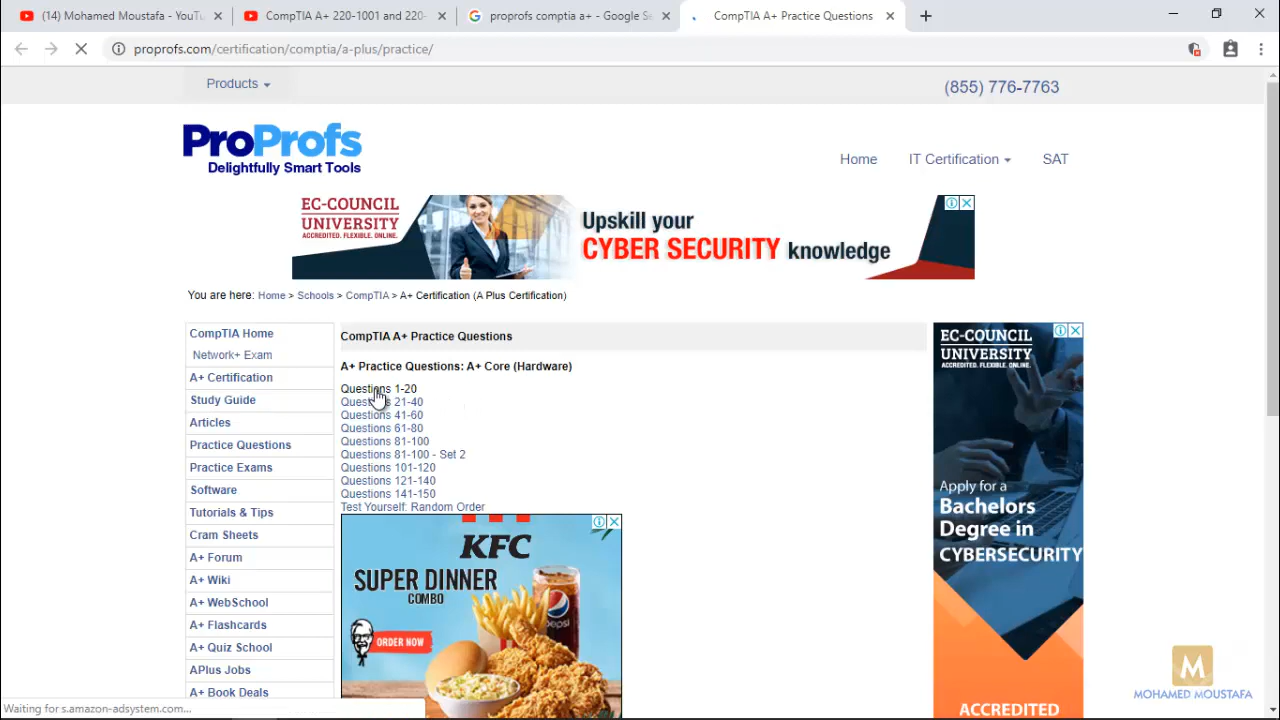 (14) Mohamed Moustafa - YouTu
CompTIA A+ 220-1001 and 220-
proprofs comptia a+ - Google Se
CompTIA A+ Practice Questions
proprofs.com/certification/comptia/a-plus/practice/
Products
(855) 776-7763
ProProfs
Delightfully Smart Tools
Home
IT Certification
SAT
EC-COUNCIL
UNIVERSITY
ACCREDITED. FLEXIBLE. ONLINE.
Upskill your
CYBER SECURITY knowledge
You are here: Home > Schools > CompTIA > A+ Certification (A Plus Certification)
CompTIA Home
Network+ Exam
A+ Certification
Study Guide
Articles
Practice Questions
Practice Exams
Software
Tutorials & Tips
Cram Sheets
A+ Forum
A+ Wiki
A+ WebSchool
A+ Flashcards
A+ Quiz School
APlus Jobs
A+ Book Deals
CompTIA A+ Practice Questions
A+ Practice Questions: A+ Core (Hardware)
Questions 1-20
Questions 21-40
Questions 41-60
Questions 61-80
Questions 81-100
Questions 81-100 - Set 2
Questions 101-120
Questions 121-140
Questions 141-150
Test Yourself: Random Order
KFC
SUPER DINNER
COMBO
ORDER NOW
EC-COUNCIL
UNIVERSITY
ACCREDITED. FLEXIBLE. ONLINE.
Apply for a
Bachelors
Degree in
CYBERSECURITY
ACCREDITED
M
MOHAMED MOUSTAFA
Waiting for s.amazon-adsystem.com...